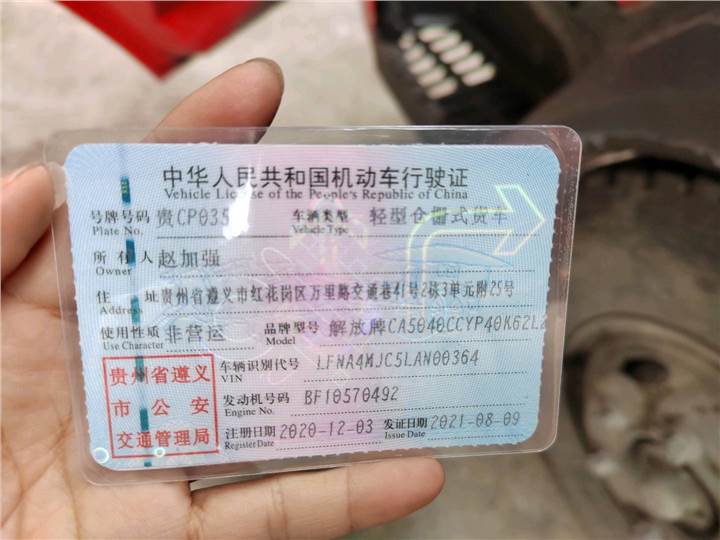 中华人民共和国机动车行驶证
Vehicle License of the People's Republic of China
号牌号码 贵CP035 车辆类型 轻型仓栅式货车
Plate No. Vehicle Type
所有人 赵加强
Owner
住址 贵州省遵义市红花岗区万里路交通巷41号2栋3单元附25号
Address
使用性质 非营运 品牌型号 解放牌CA5040CCYP40K62L2
Use Character Model
贵州省遵义
市公安
交通管理局
车辆识别代号 LFNA4MJC5LAN00364
VIN
发动机号码 BF10570492
Engine No.
注册日期 2020-12-03 发证日期 2021-08-09
Register Date Issue Date